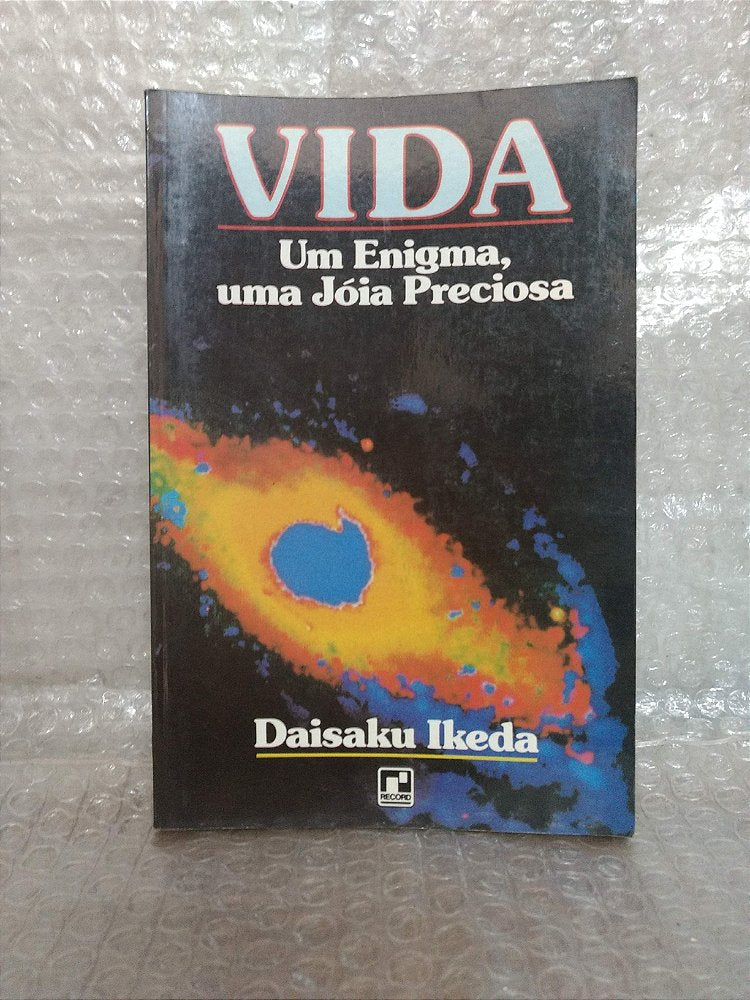 VIDA
Um Enigma,
uma Jóia Preciosa
Daisaku Ikeda
RECORD